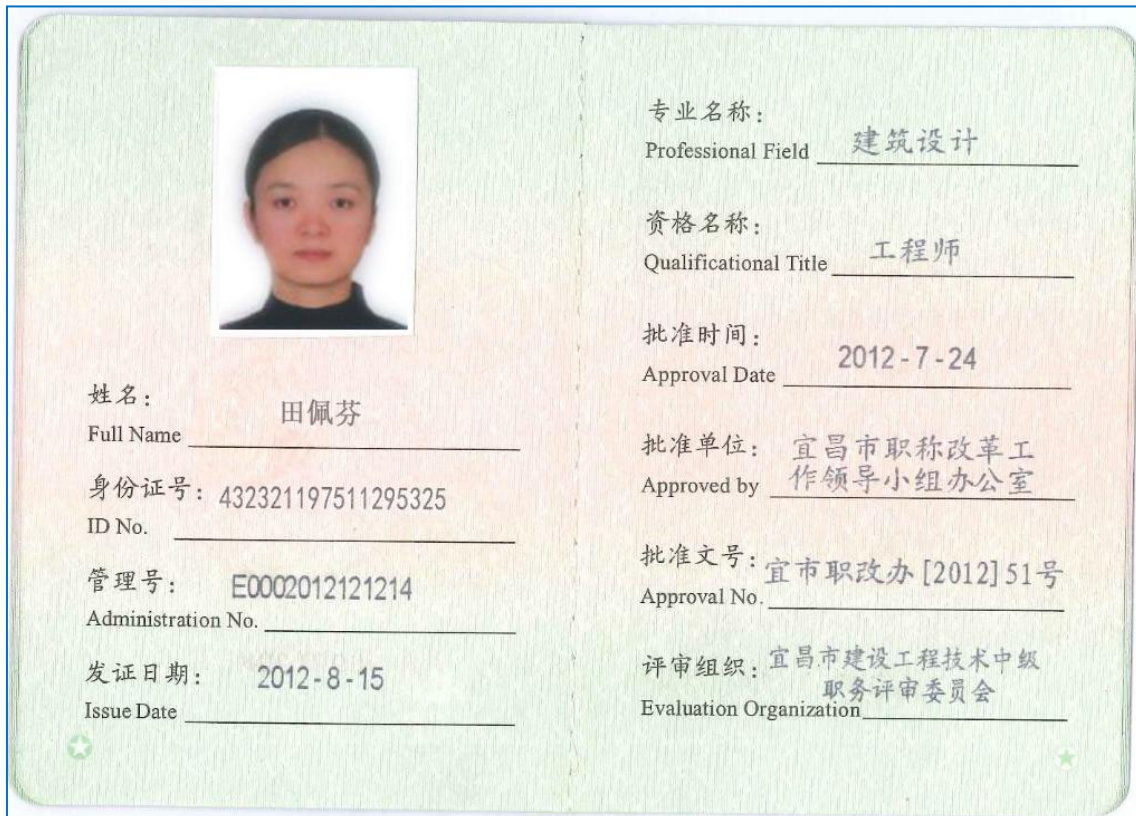 姓名：
Full Name 田佩芬
身份证号：432321197511295325
ID No.
管理号： E0002012121214
Administration No.
发证日期： 2012-8-15
Issue Date
专业名称：
Professional Field 建筑设计
资格名称：
Qualificational Title 工程师
批准时间：
Approval Date 2012-7-24
批准单位： 宜昌市职称改革工
Approved by 作领导小组办公室
批准文号：宜市职改办[2012]51号
Approval No.
评审组织：宜昌市建设工程技术中级
职务评审委员会
Evaluation Organization